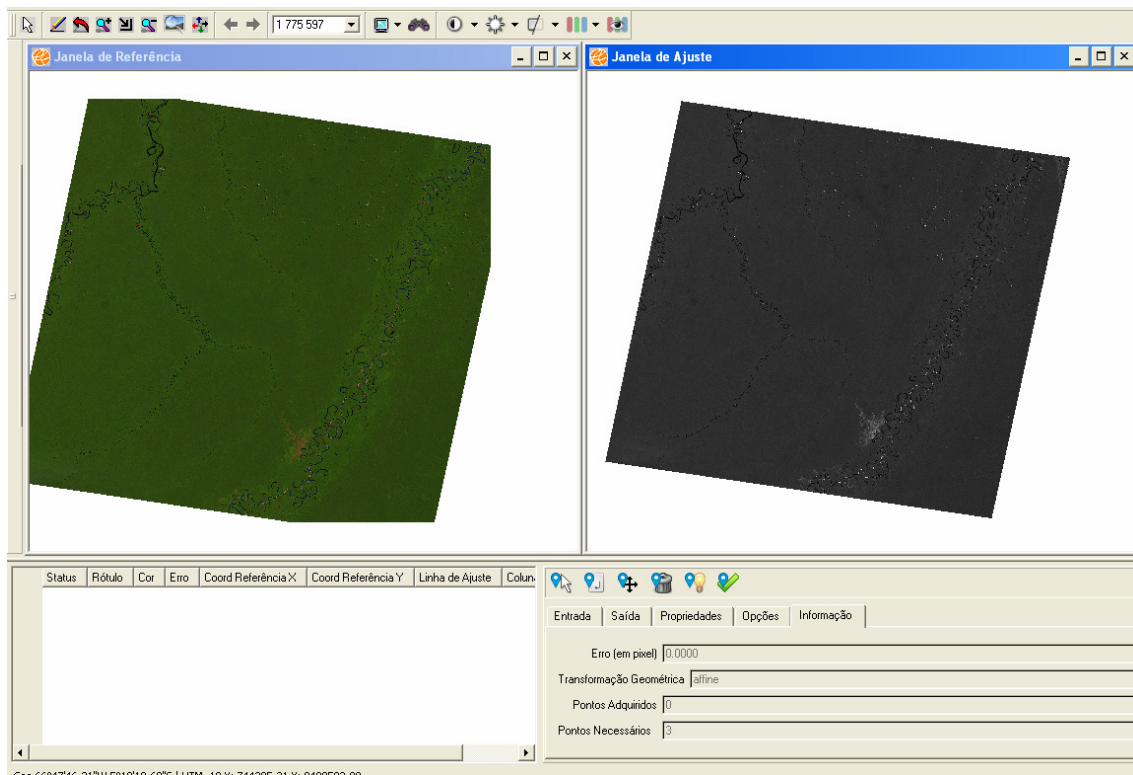 1 775 597
Janela de Referência
Janela de Ajuste
Status Rótulo Cor Erro Coord Referência X Coord Referência Y Linha de Ajuste Colun
Entrada Saída Propriedades Opções Informação
Erro (em pixel) 0.0000
Transformação Geométrica affine
Pontos Adquiridos 0
Pontos Necessários 3